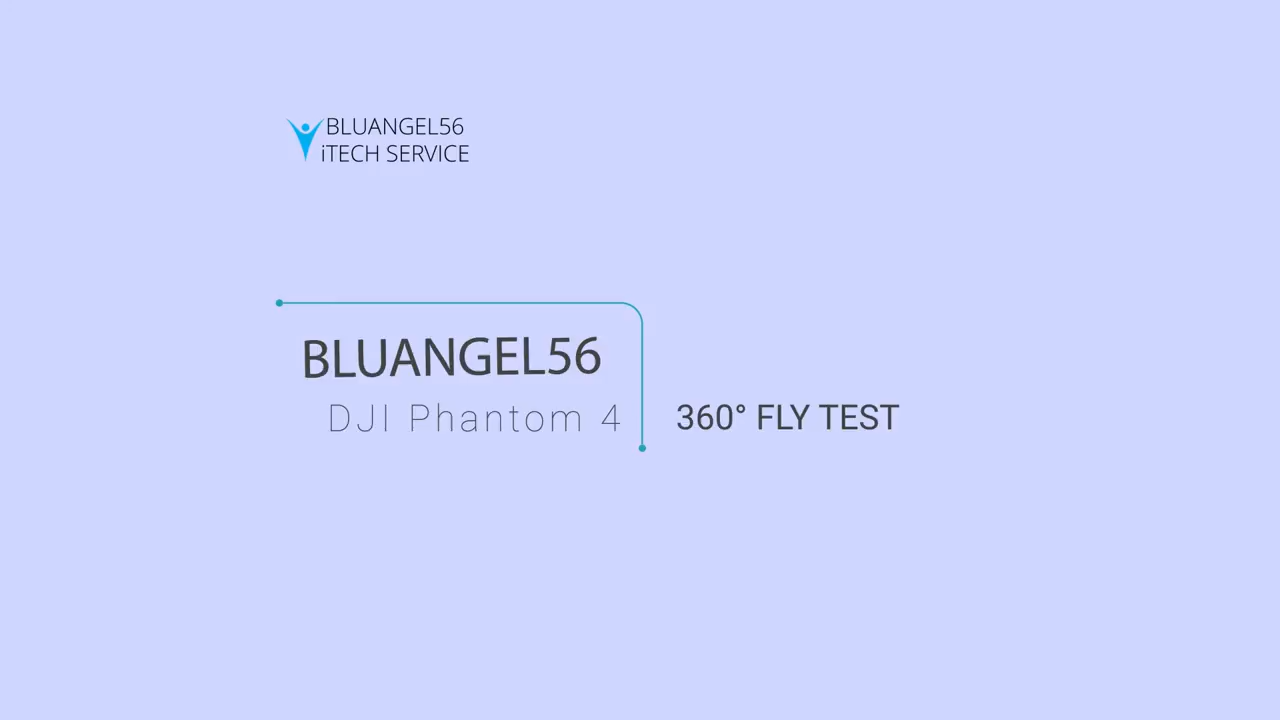 BLUANGEL56
iTECH SERVICE
BLUANGEL56
DJI Phantom 4
360° FLY TEST